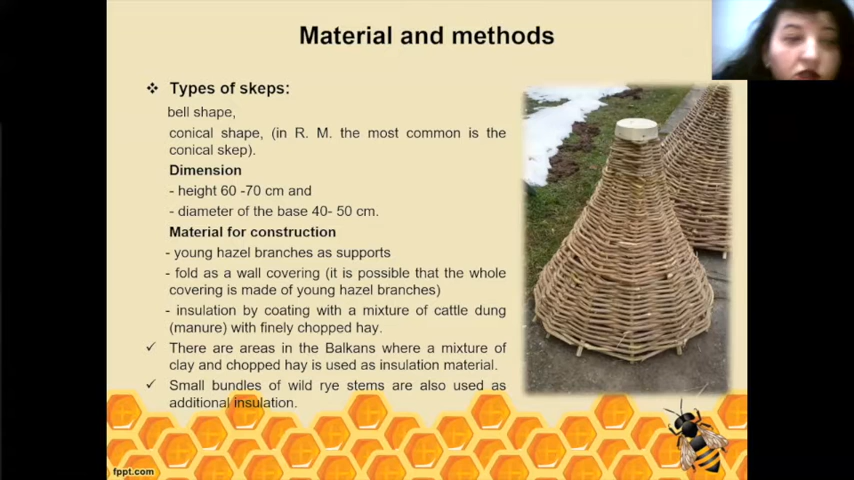 Material and methods
Types of skeps:
bell shape,
conical shape, (in R. M. the most common is the
conical skep).
Dimension
- height 60 -70 cm and
- diameter of the base 40- 50 cm.
Material for construction
- young hazel branches as supports
- fold as a wall covering (it is possible that the whole
covering is made of young hazel branches)
- insulation by coating with a mixture of cattle dung
(manure) with finely chopped hay.
There are areas in the Balkans where a mixture of
clay and chopped hay is used as insulation material.
Small bundles of wild rye stems are also used as
additional insulation.
fppt.com